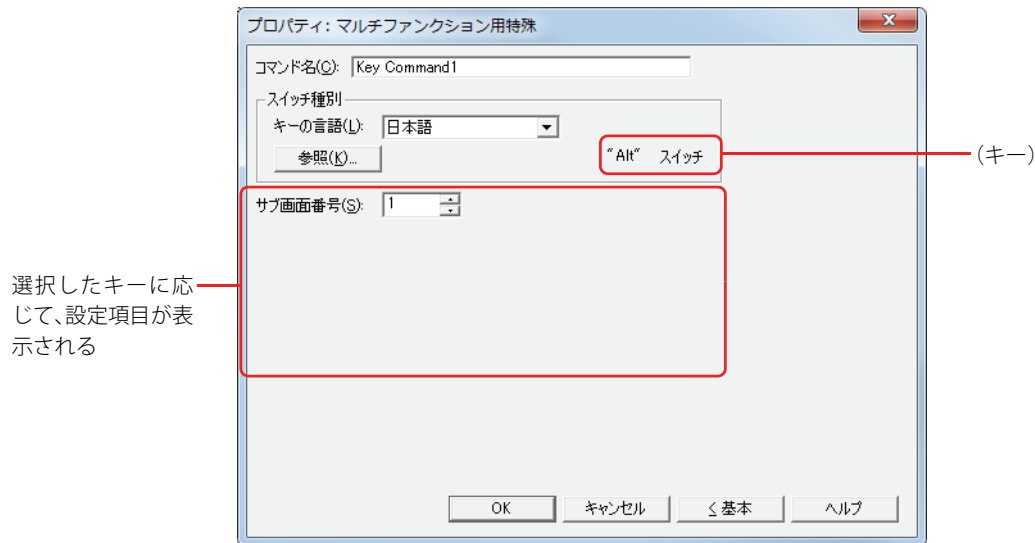 プロパティ: マルチファンクション用特殊
コマンド名(C): Key Command1
スイッチ種別
キーの言語(L): 日本語
参照(K)...
"Alt" スイッチ
(キー)
サブ画面番号(S): 1
選択したキーに応
じて、設定項目が表
示される
OK キャンセル < 基本 ヘルプ